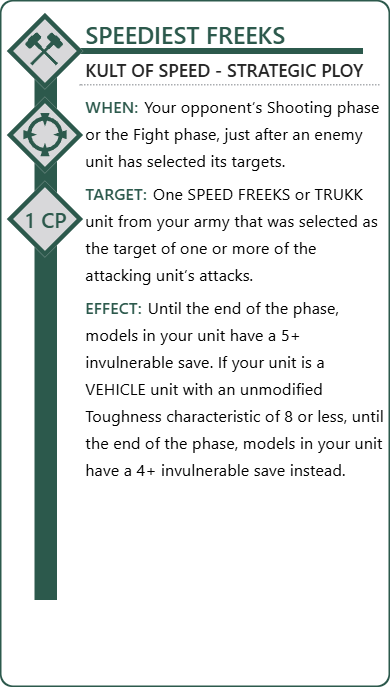 SPEEDIEST FREEKS
KULT OF SPEED - STRATEGIC PLOY
WHEN: Your opponent's Shooting phase
or the Fight phase, just after an enemy
unit has selected its targets.
TARGET: One SPEED FREEKS or TRUKK
unit from your army that was selected as
the target of one or more of the
attacking unit's attacks.
1 CP
EFFECT: Until the end of the phase,
models in your unit have a 5+
invulnerable save. If your unit is a
VEHICLE unit with an unmodified
Toughness characteristic of 8 or less, until
the end of the phase, models in your unit
have a 4+ invulnerable save instead.